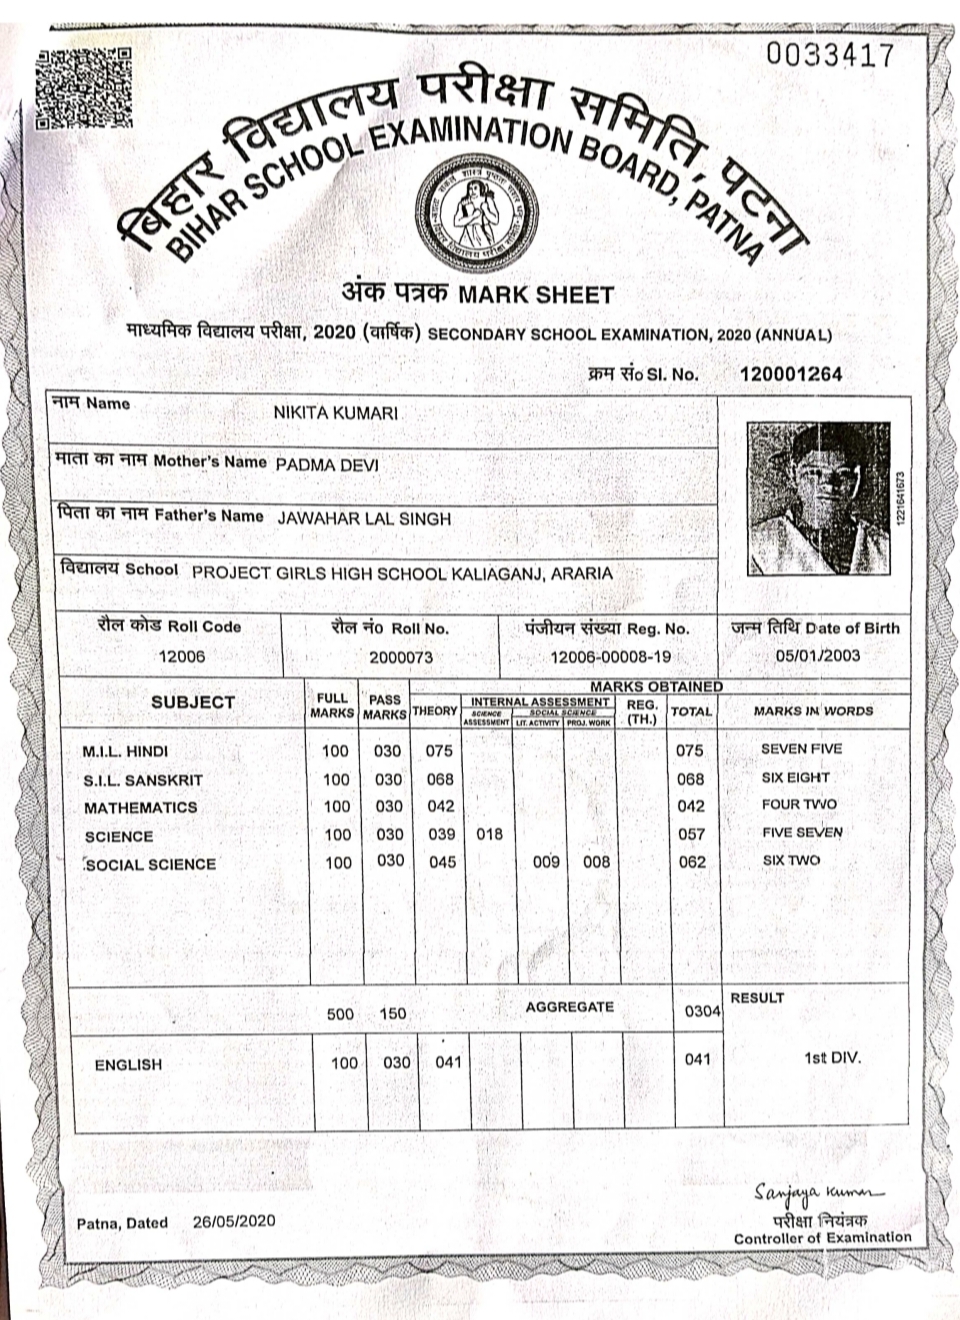 0033417
बिहार विद्यालय परीक्षा समिति, पटना
BIHAR SCHOOL EXAMINATION BOARD, PATNA
अंक पत्रक MARK SHEET
माध्यमिक विद्यालय परीक्षा, 2020 (वार्षिक) SECONDARY SCHOOL EXAMINATION, 2020 (ANNUAL)
क्रम सं० Sl. No. 120001264
नाम Name NIKITA KUMARI
माता का नाम Mother's Name PADMA DEVI
पिता का नाम Father's Name JAWAHAR LAL SINGH
विद्यालय School PROJECT GIRLS HIGH SCHOOL KALIAGANJ, ARARIA
1221641673
रौल कोड Roll Code रौल नं० Roll No. पंजीयन संख्या Reg. No. जन्म तिथि Date of Birth
12006 2000073 12006-00008-19 05/01/2003
SUBJECT FULL MARKS PASS MARKS MARKS OBTAINED
THEORY INTERNAL ASSESSMENT REG. (TH.) TOTAL MARKS IN WORDS
SCIENCE ASSESSMENT SOCIAL SCIENCE LIT. ACTIVITY PROJ. WORK
M.I.L. HINDI 100 030 075 075 SEVEN FIVE
S.I.L. SANSKRIT 100 030 068 068 SIX EIGHT
MATHEMATICS 100 030 042 042 FOUR TWO
SCIENCE 100 030 039 018 057 FIVE SEVEN
SOCIAL SCIENCE 100 030 045 009 008 062 SIX TWO
500 150 AGGREGATE 0304 RESULT
ENGLISH 100 030 041 041 1st DIV.
Sanjaya Kumar
Patna, Dated 26/05/2020
परीक्षा नियंत्रक
Controller of Examination